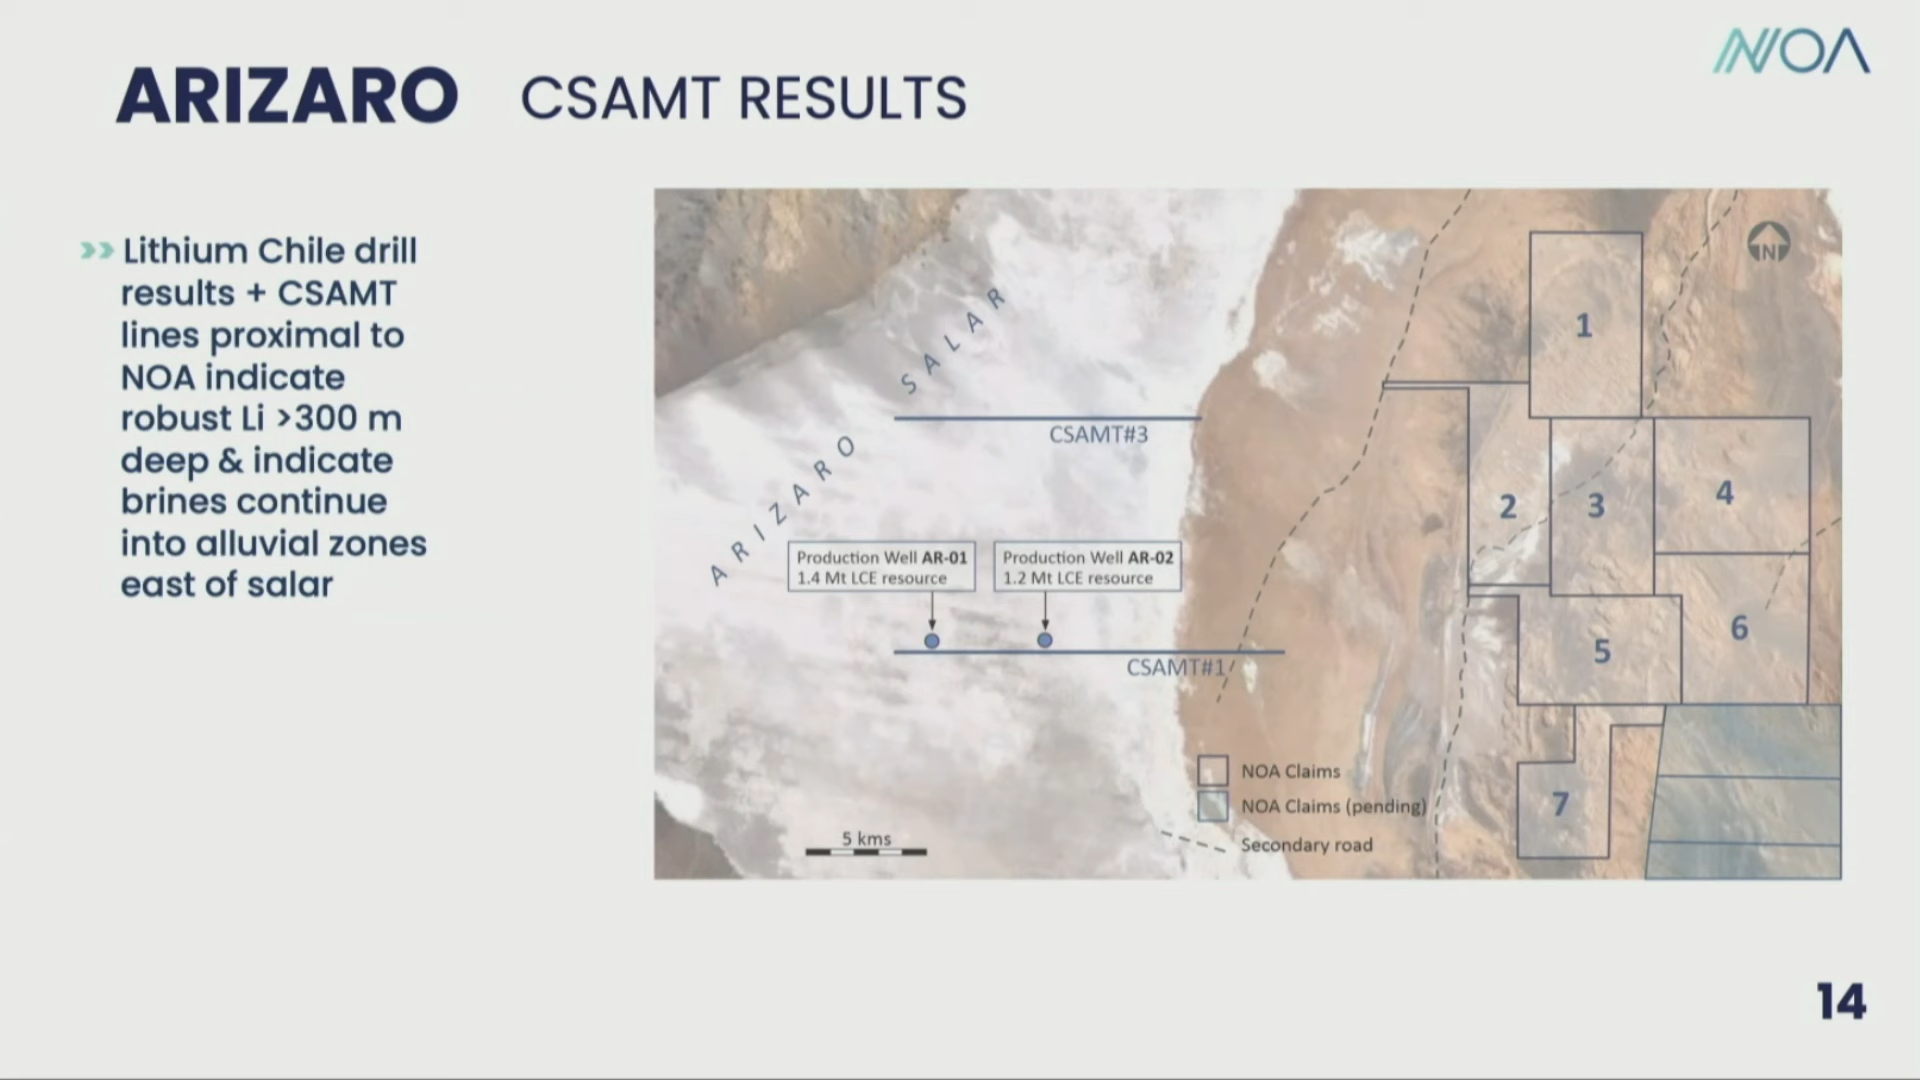 NOA
ARIZARO CSAMT RESULTS
>> Lithium Chile drill
results + CSAMT
lines proximal to
NOA indicate
robust Li >300 m
deep & indicate
brines continue
into alluvial zones
east of salar
N
1
SALAR
CSAMT#3
ARIZARO
2
3
4
Production Well AR-01
1.4 Mt LCE resource
Production Well AR-02
1.2 Mt LCE resource
CSAMT#1
5
6
7
NOA Claims
NOA Claims (pending)
Secondary road
5 kms
14